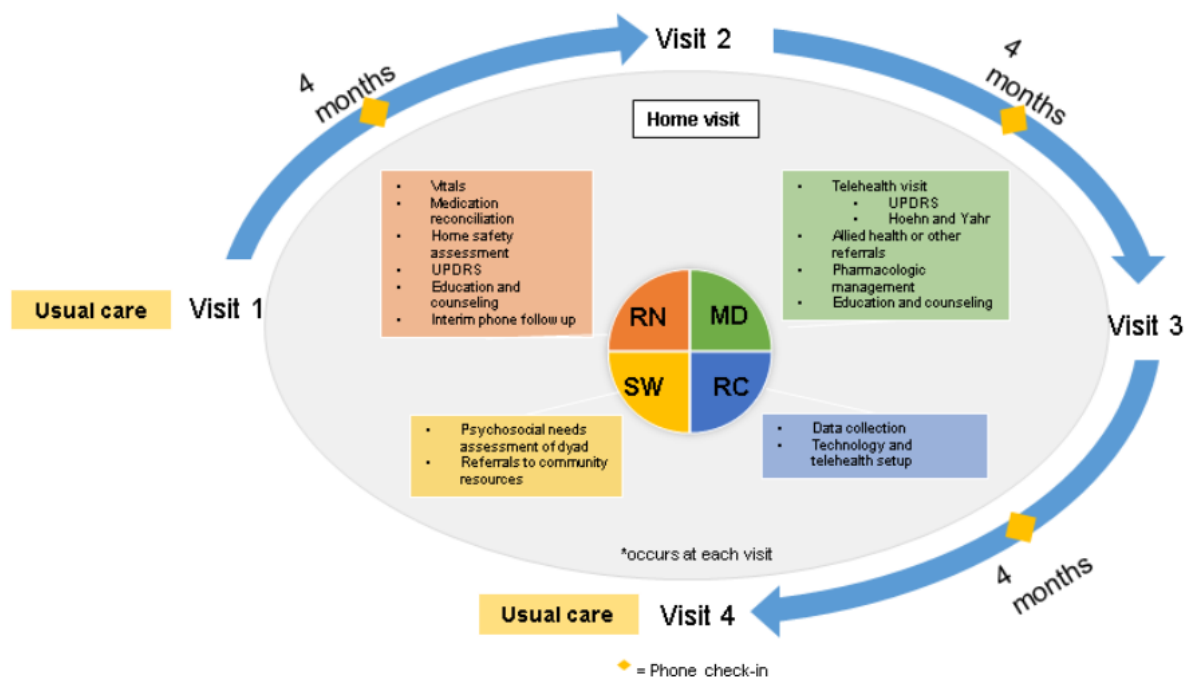 Visit 2
4
months
4
months
Home visit
• Vitals
• Medication
reconciliation
• Home safety
assessment
• UPDRS
• Education and
counseling
• Interim phone follow up
• Telehealth visit
• UPDRS
• Hoehn and Yahr
• Allied health or other
referrals
• Pharmacologic
management
• Education and counseling
Usual care
Visit 1
RN
MD
Visit 3
SW
RC
• Psychosocial needs
assessment of dyad
• Referrals to community
resources
• Data collection
• Technology and
telehealth setup
*occurs at each visit
4
months
Usual care
Visit 4
= Phone check-in